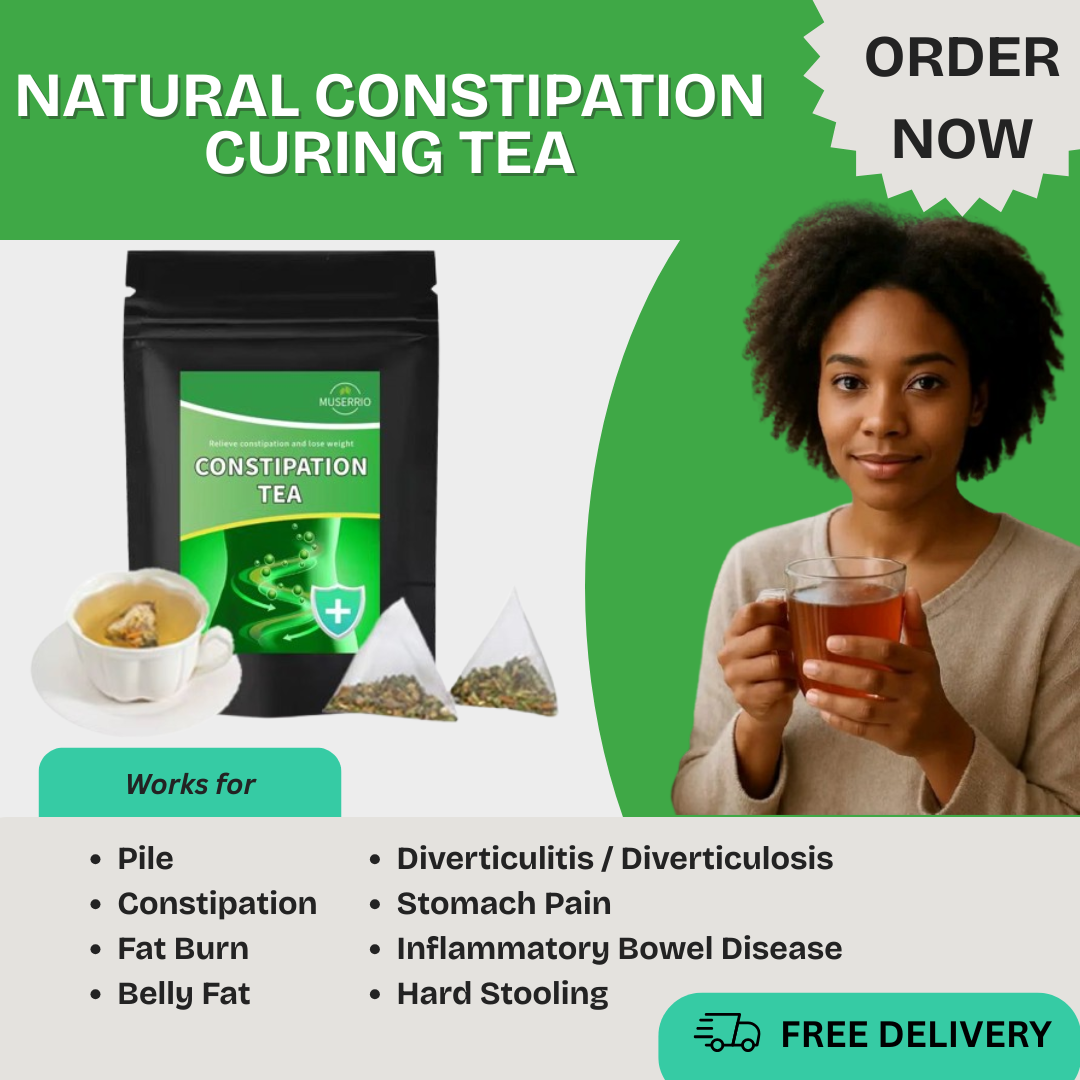 NATURAL CONSTIPATION
CURING TEA
ORDER
NOW
MUSERRIO
Relieve constipation and lose weight
CONSTIPATION
TEA
Works for
• Pile
• Constipation
• Fat Burn
• Belly Fat
• Diverticulitis / Diverticulosis
• Stomach Pain
• Inflammatory Bowel Disease
• Hard Stooling
FREE DELIVERY